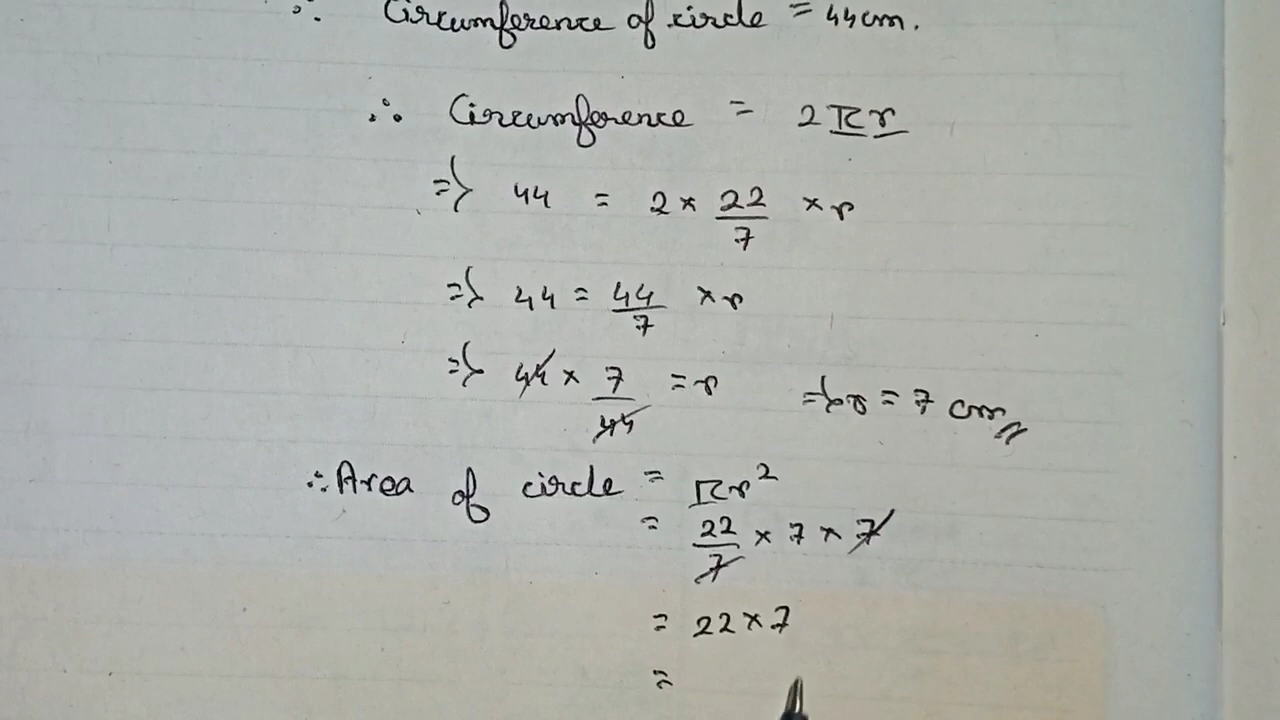 ∴ Circumference of circle = 44cm.
∴ Circumference = 2πr
=> 44 = 2 × 22/7 × r
=> 44 = 44/7 × r
=> 44 × 7/44 = r => r = 7 cm
∴ Area of circle = πr²
= 22/7 × 7 × 7
= 22 × 7
=